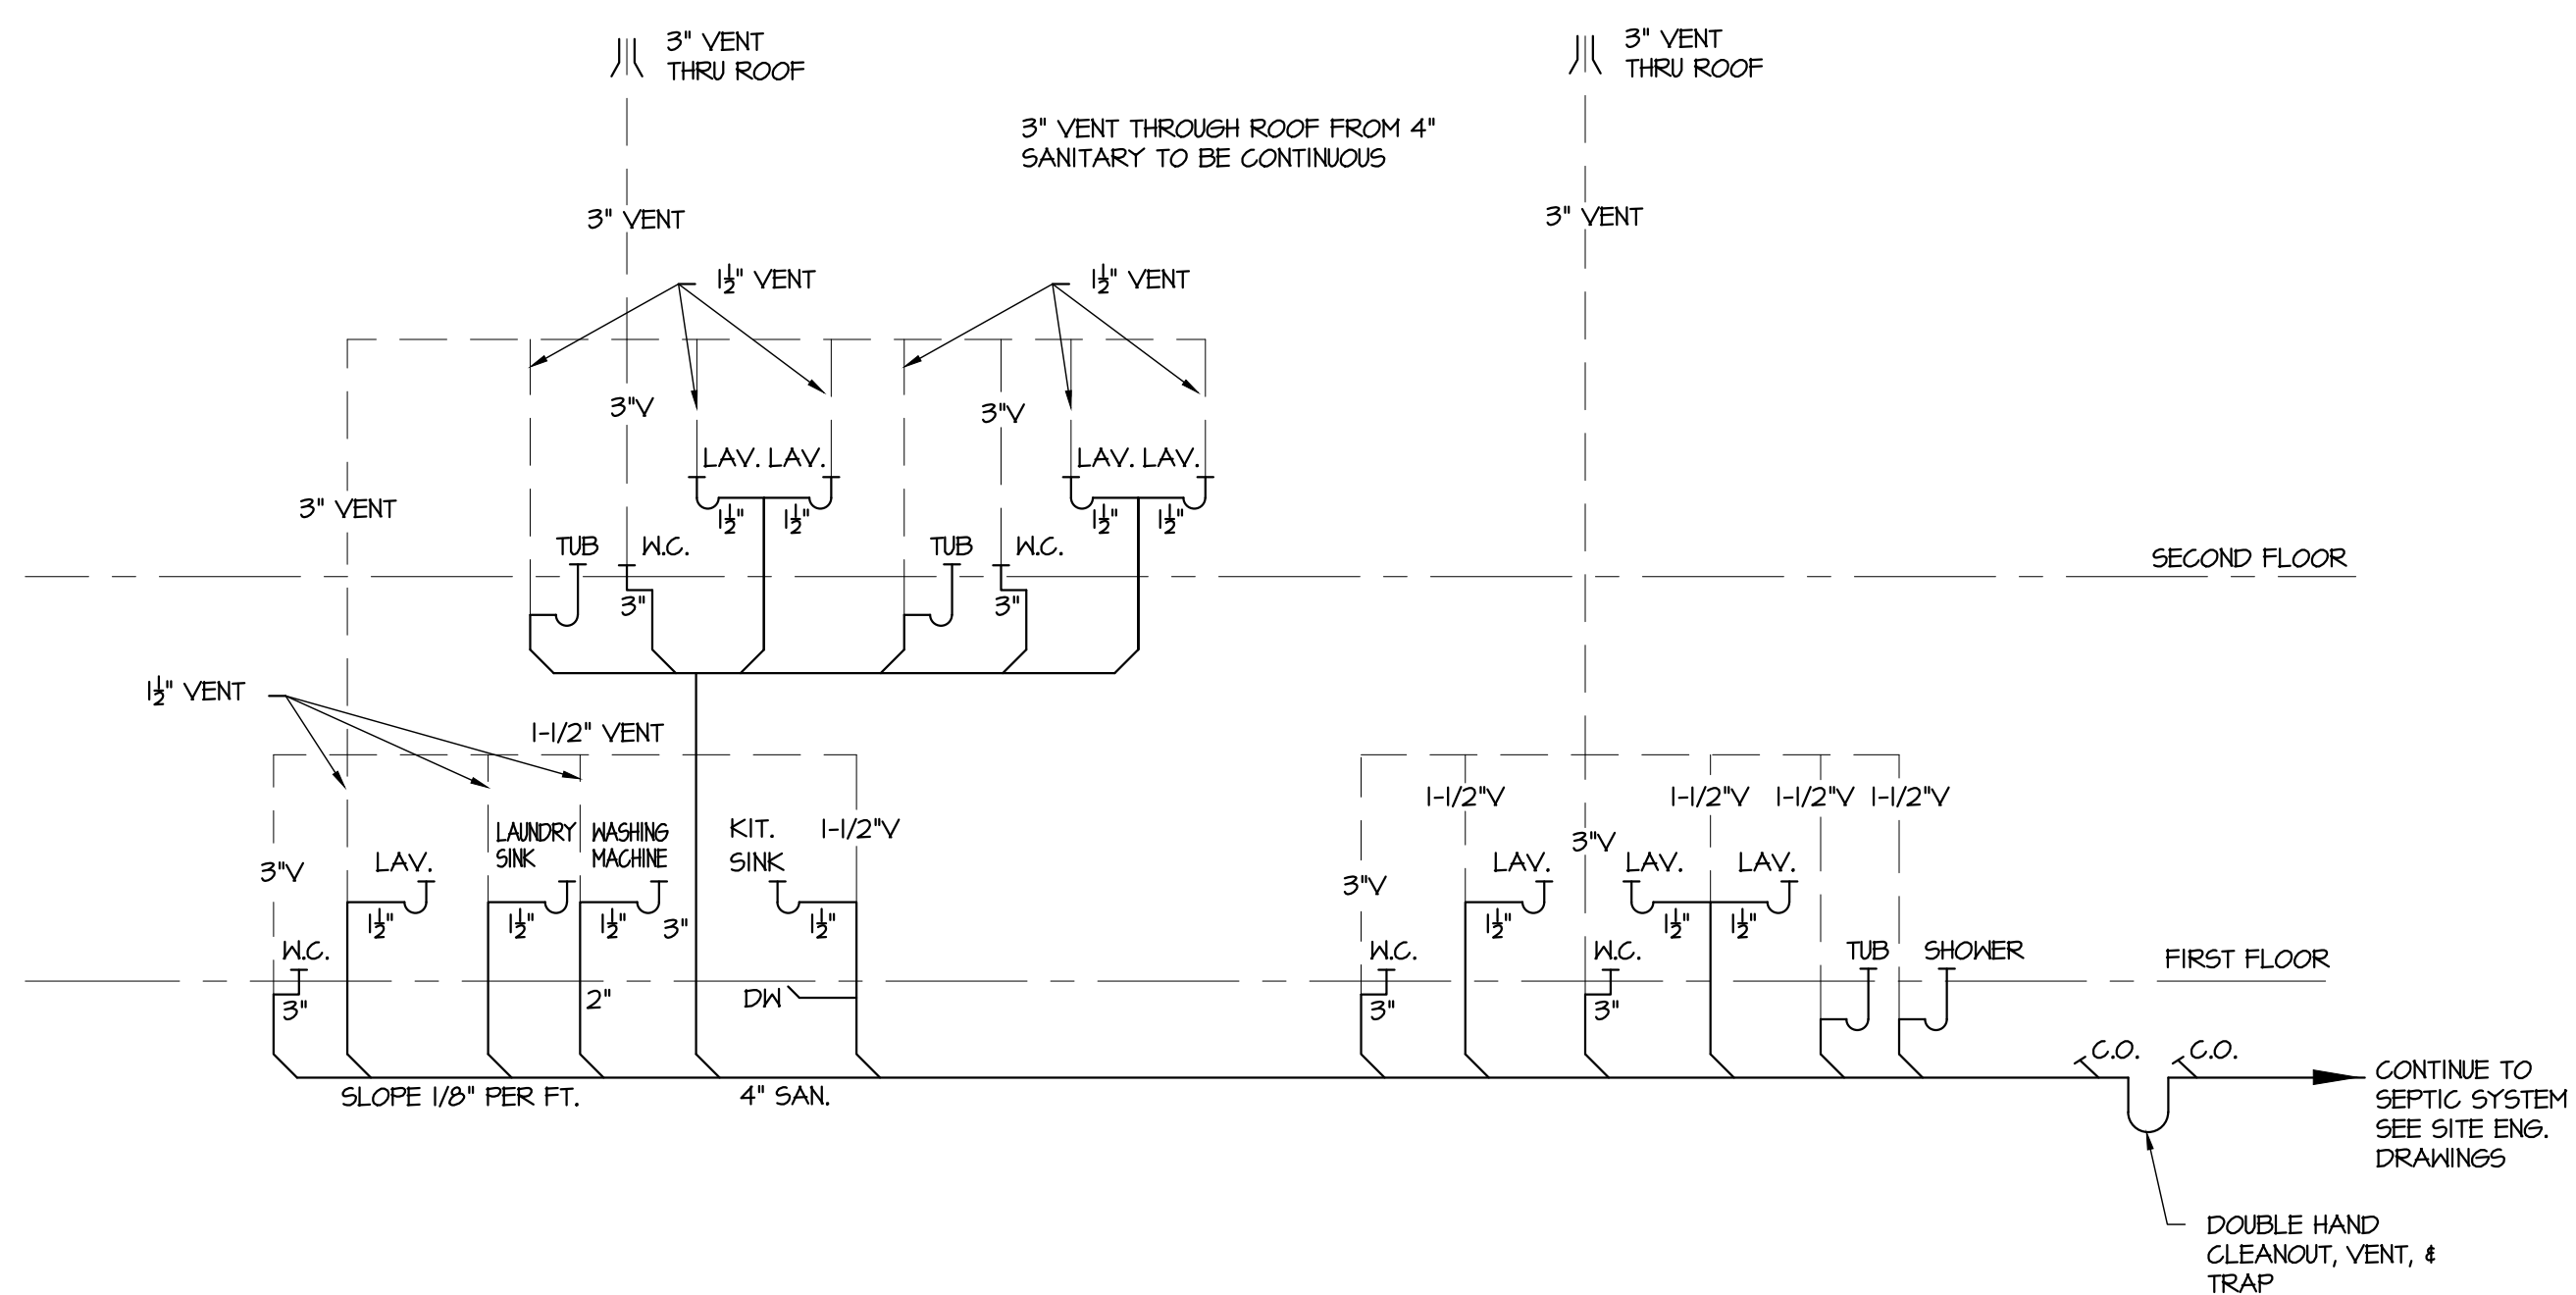 3" VENT
THRU ROOF
3" VENT
THRU ROOF
3" VENT THROUGH ROOF FROM 4"
SANITARY TO BE CONTINUOUS
3" VENT
3" VENT
1½" VENT
1½" VENT
3"V
3"V
LAV. LAV.
LAV. LAV.
3" VENT
1½" 1½"
1½" 1½"
TUB
W.C.
TUB
W.C.
SECOND FLOOR
3"
3"
1½" VENT
1-1/2" VENT
1-1/2"V
1-1/2"V
1-1/2"V
1-1/2"V
LAUNDRY
SINK
WASHING
MACHINE
KIT.
SINK
1-1/2"V
3"V
LAV.
3"V
LAV.
3"V
LAV.
LAV.
1½"
1½"
1½"
3"
1½"
1½"
1½"
1½"
W.C.
W.C.
W.C.
TUB
SHOWER
FIRST FLOOR
3"
2"
DW
3"
3"
C.O.
C.O.
SLOPE 1/8" PER FT.
4" SAN.
CONTINUE TO
SEPTIC SYSTEM
SEE SITE ENG.
DRAWINGS
DOUBLE HAND
CLEANOUT, VENT, &
TRAP